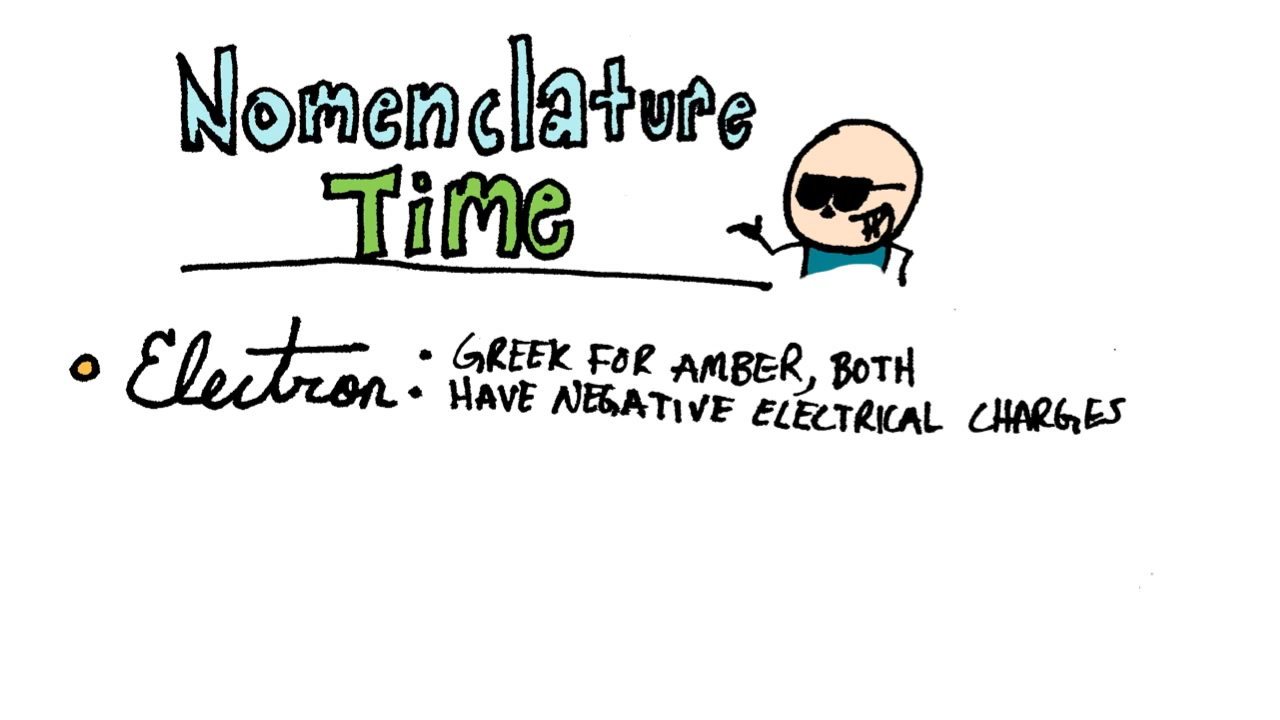 Nomenclature
Time
Electron: GREEK FOR AMBER, BOTH
HAVE NEGATIVE ELECTRICAL CHARGES